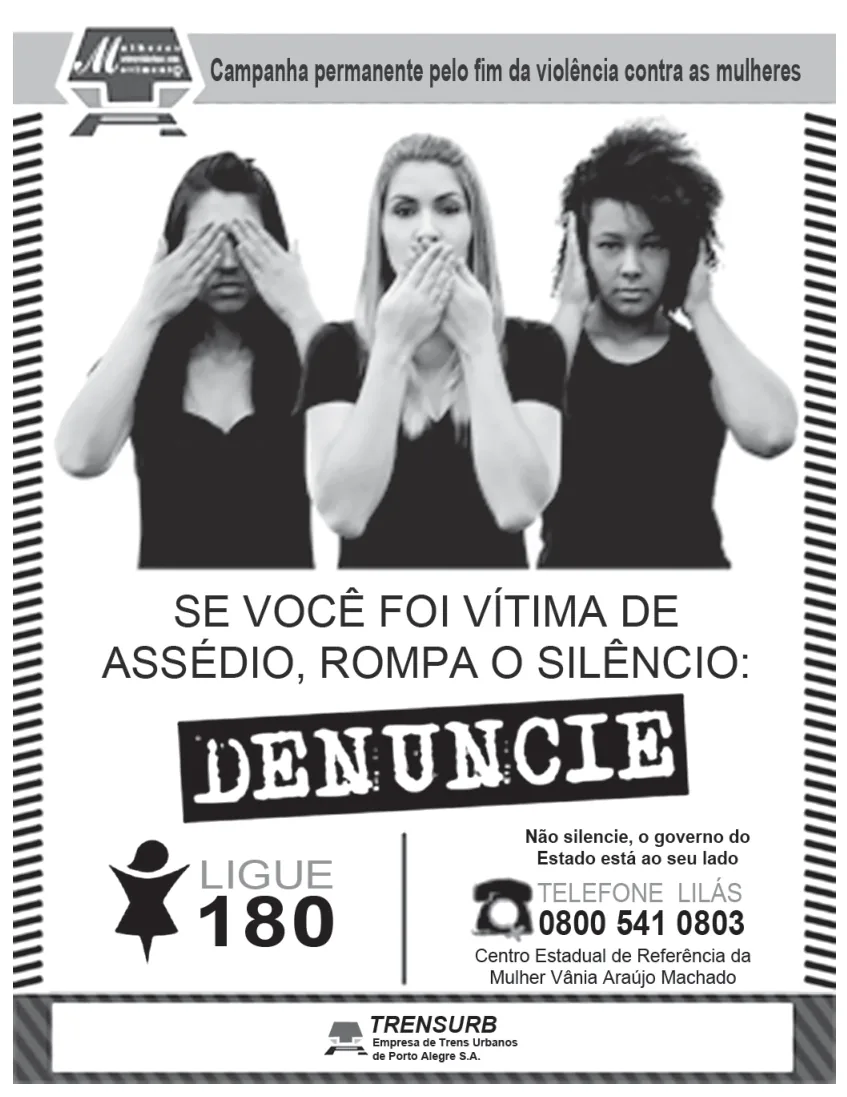 Mulheres
Movimento
Campanha permanente pelo fim da violência contra as mulheres
SE VOCÊ FOI VÍTIMA DE
ASSÉDIO, ROMPA O SILÊNCIO:
DENUNCIE
LIGUE
180
Não silencie, o governo do
Estado está ao seu lado
TELEFONE LILÁS
0800 541 0803
Centro Estadual de Referência da
Mulher Vânia Araújo Machado
TRENSURB
Empresa de Trens Urbanos
de Porto Alegre S.A.